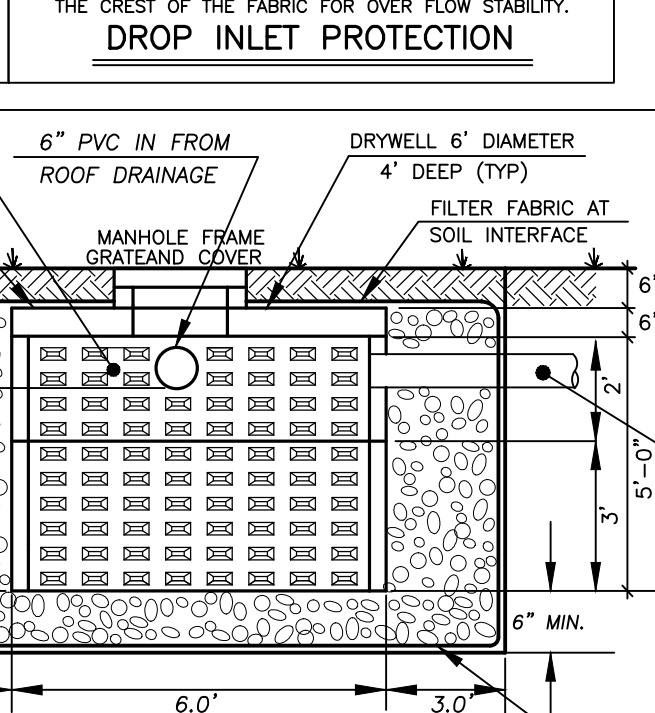 THE CREST OF THE FABRIC FOR OVER FLOW STABILITY.
DROP INLET PROTECTION
6" PVC IN FROM
ROOF DRAINAGE
DRYWELL 6' DIAMETER
4' DEEP (TYP)
FILTER FABRIC AT
SOIL INTERFACE
MANHOLE FRAME
GRATEAND COVER
6"
6"
2'
5'-0"
3'
6" MIN.
6.0'
3.0'